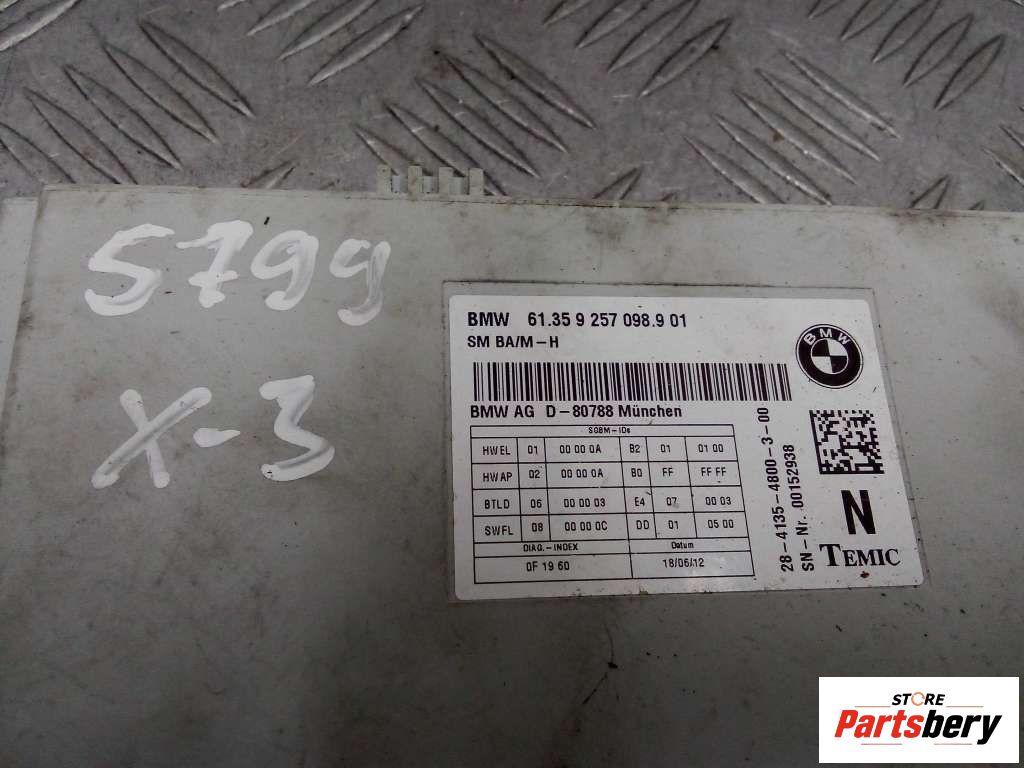 5799
X-3
BMW 61.35 9 257 098.9 01
SM BA/M-H
BMW
BMW AG D-80788 München
SGBM-IDs
HWEL 01 00 00 0A B2 01 01 00
HWAP 02 00 00 0A B0 FF FF FF
BTLD 06 00 00 03 E4 07 00 03
SWFL 08 00 00 0C DD 01 05 00
DIAG.-INDEX Datum
0F 19 60 18/06/12
28-4135-4800-3-00
SN-Nr. 00152938
N
TEMIC
STORE
Partsbery